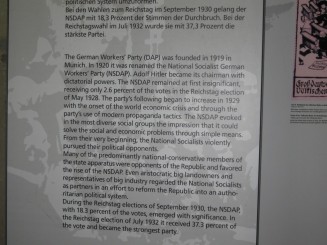 politischen System umzuformen.
Bei den Wahlen zum Reichstag im September 1930 gelang der
NSDAP mit 18,3 Prozent der Stimmen der Durchbruch. Bei der
Reichstagswahl im Juli 1932 wurde sie mit 37,3 Prozent die
stärkste Partei.
The German Workers' Party (DAP) was founded in 1919 in
Munich. In 1920 it was renamed the National Socialist German
Workers' Party (NSDAP). Adolf Hitler became its chairman with
dictatorial powers. The NSDAP remained at first insignificant,
receiving only 2.6 percent of the votes in the Reichstag election
of May 1928. The party's following began to increase in 1929
with the onset of the world economic crisis and through the
party's use of modern propaganda tactics. The NSDAP evoked
in the most diverse social groups the impression that it could
solve the social and economic problems through simple means.
From their very beginning, the National Socialists violently
pursued their political opponents.
Many of the predominantly national-conservative members of
the state apparatus were opponents of the Republic and favored
the rise of the NSDAP. Even aristocratic big landowners and
representatives of big industry regarded the National Socialists
as partners in an effort to reform the Republic into an autho-
ritarian political system.
During the Reichstag elections of September 1930, the NSDAP,
with 18.3 percent of the votes, emerged with significance. In
the Reichstag election of July 1932 it received 37.3 percent of
the vote and became the strongest party.